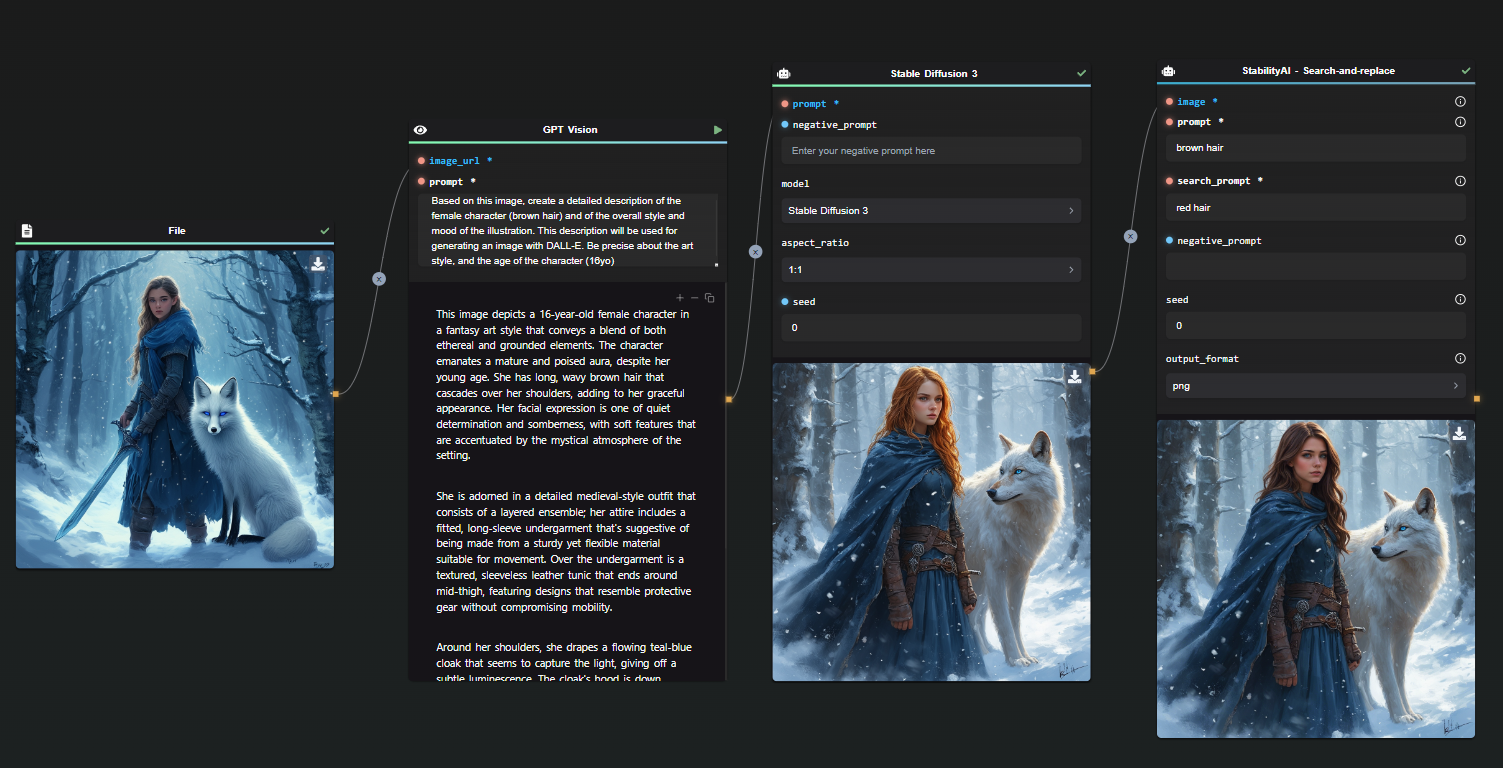 File
GPT Vision
image_url *
prompt *
Based on this image, create a detailed description of the
female character (brown hair) and of the overall style and
mood of the illustration. This description will be used for
generating an image with DALL-E. Be precise about the art
style, and the age of the character (16yo)
This image depicts a 16-year-old female character in
a fantasy art style that conveys a blend of both
ethereal and grounded elements. The character
emanates a mature and poised aura, despite her
young age. She has long, wavy brown hair that
cascades over her shoulders, adding to her graceful
appearance. Her facial expression is one of quiet
determination and somberness, with soft features that
are accentuated by the mystical atmosphere of the
setting.
She is adorned in a detailed medieval-style outfit that
consists of a layered ensemble; her attire includes a
fitted, long-sleeve undergarment that's suggestive of
being made from a sturdy yet flexible material
suitable for movement. Over the undergarment is a
textured, sleeveless leather tunic that ends around
mid-thigh, featuring designs that resemble protective
gear without compromising mobility.
Around her shoulders, she drapes a flowing teal-blue
cloak that seems to capture the light, giving off a
subtle luminescence. The cloak's hood is down,
Stable Diffusion 3
prompt *
negative_prompt
Enter your negative prompt here
model
Stable Diffusion 3
aspect_ratio
1:1
seed
0
StabilityAI - Search-and-replace
image *
prompt *
brown hair
search_prompt *
red hair
negative_prompt
seed
0
output_format
png